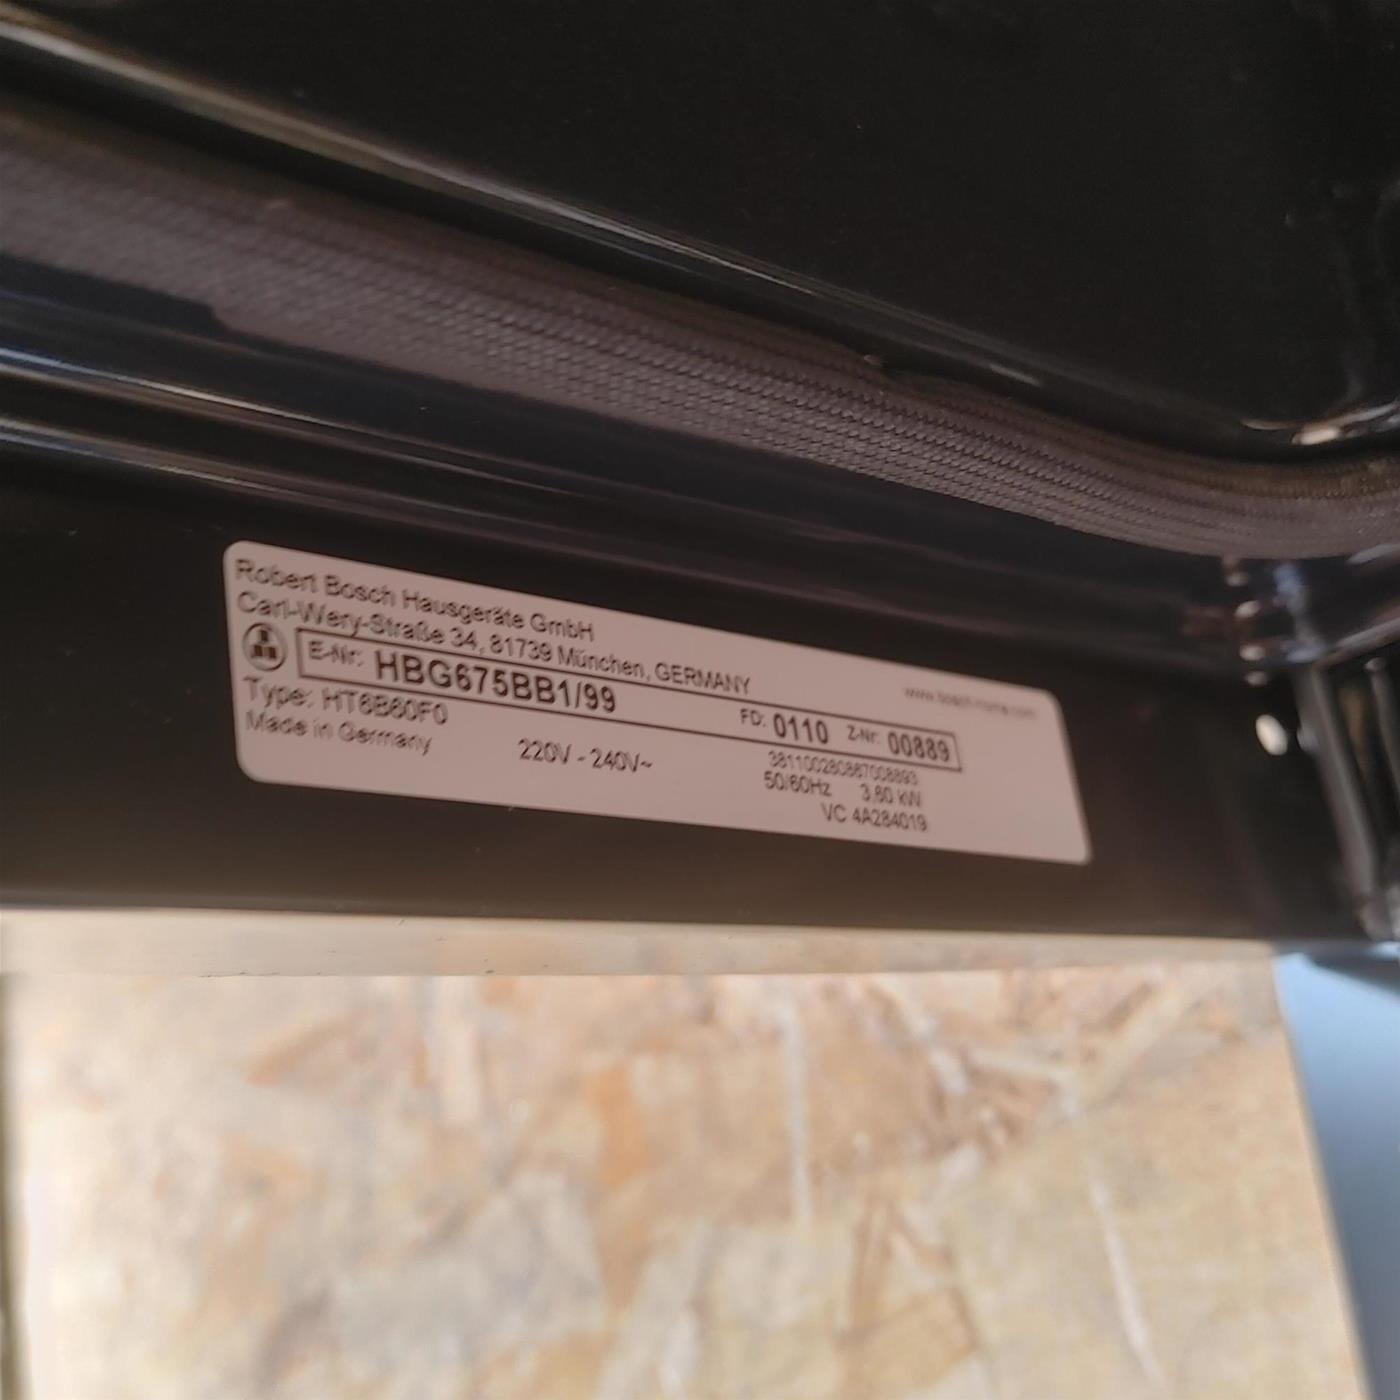 Robert Bosch Hausgeräte GmbH
Carl-Wery-Straße 34, 81739 München, GERMANY
www.bosch-home.com
E-Nr: HBG675BB1/99 FD: 0110 Z-Nr: 00889
Type: HT6B60F0
381100280867008893
Made in Germany 220V - 240V~ 50/60Hz 3,60 kW
VC 4A284019